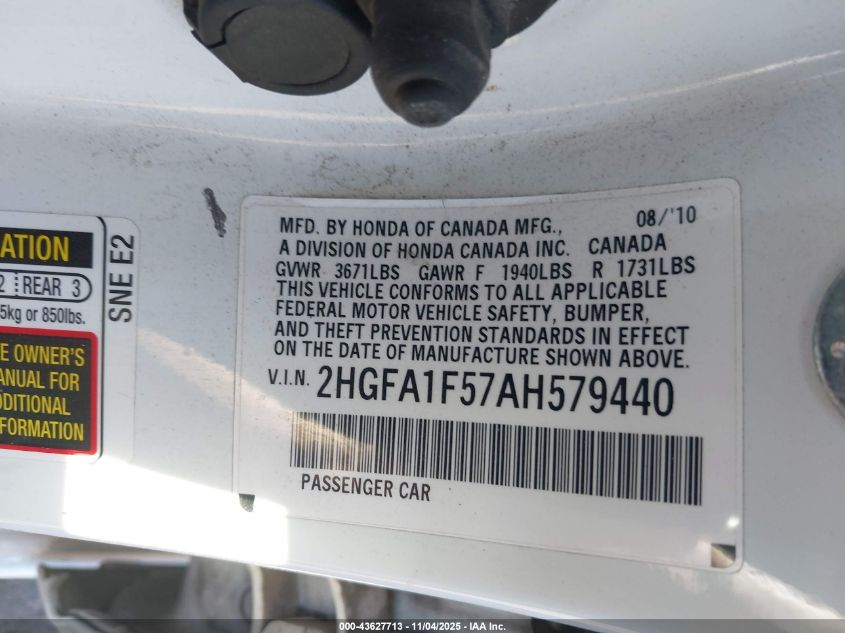 MFD. BY HONDA OF CANADA MFG., 08/'10
A DIVISION OF HONDA CANADA INC. CANADA
GVWR 3671LBS GAWR F 1940LBS R 1731LBS
THIS VEHICLE CONFORMS TO ALL APPLICABLE
FEDERAL MOTOR VEHICLE SAFETY, BUMPER,
AND THEFT PREVENTION STANDARDS IN EFFECT
ON THE DATE OF MANUFACTURE SHOWN ABOVE.
V.I.N. 2HGFA1F57AH579440
PASSENGER CAR
ATION
2 REAR 3
5kg or 850lbs.
E OWNER'S
ANUAL FOR
DDITIONAL
FORMATION
SNE E2
000-43627713 - 11/04/2025 - IAA Inc.